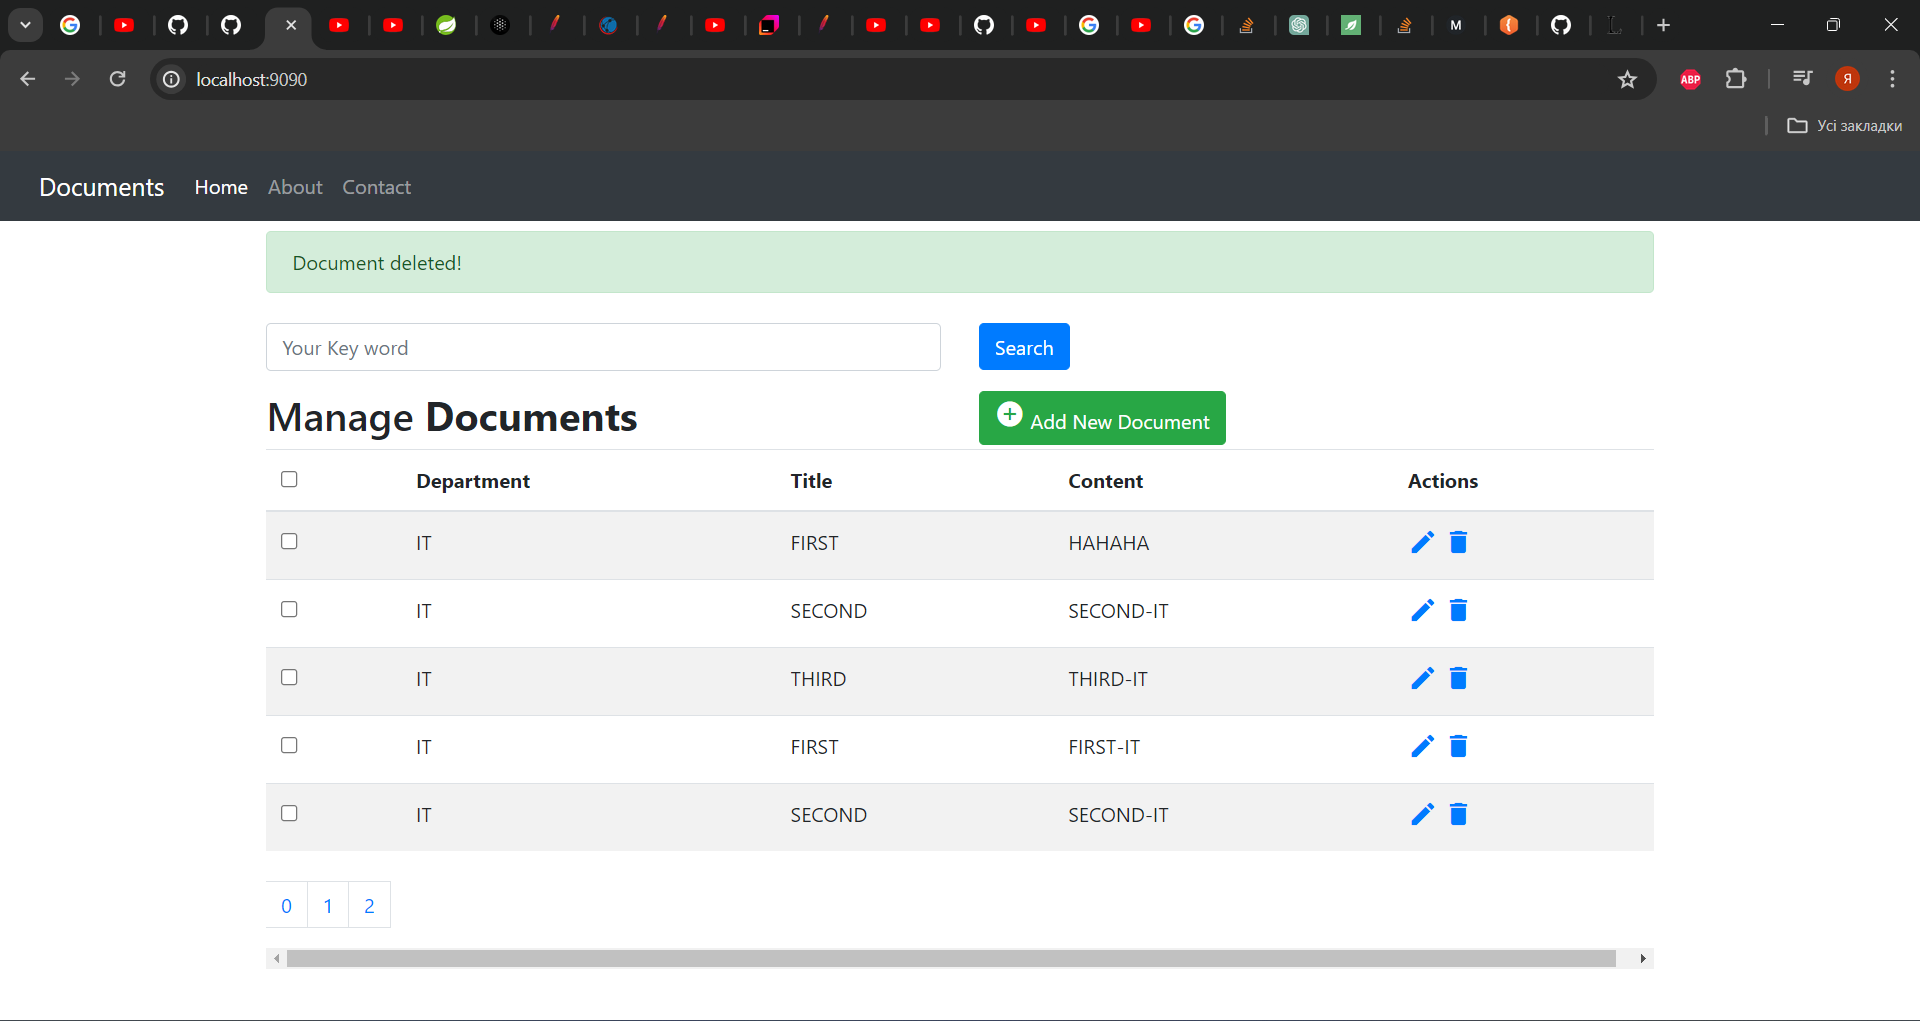 localhost:9090
ABP
Я
Усі закладки
Documents Home About Contact
Document deleted!
Your Key word Search
Manage Documents Add New Document
Department Title Content Actions
IT FIRST HAHAHA
IT SECOND SECOND-IT
IT THIRD THIRD-IT
IT FIRST FIRST-IT
IT SECOND SECOND-IT
0 1 2